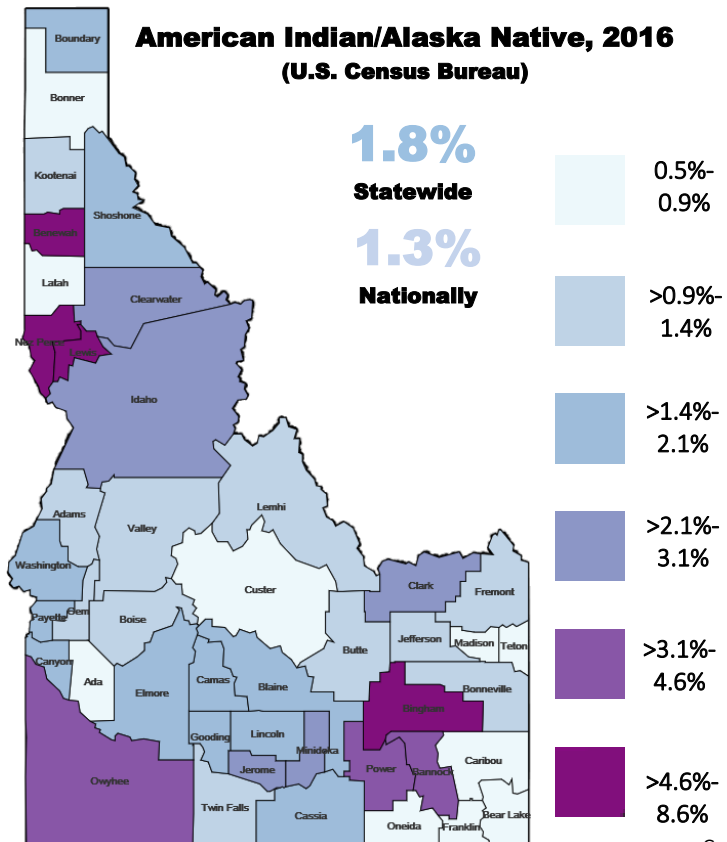 American Indian/Alaska Native, 2016
(U.S. Census Bureau)
1.8%
Statewide
1.3%
Nationally
0.5%-
0.9%
>0.9%-
1.4%
>1.4%-
2.1%
>2.1%-
3.1%
>3.1%-
4.6%
>4.6%-
8.6%
Boundary
Bonner
Kootenai
Shoshone
Benewah
Latah
Clearwater
Nez Perce
Lewis
Idaho
Lemhi
Adams
Valley
Washington
Custer
Clark
Fremont
Payette
Gem
Boise
Butte
Jefferson
Madison
Teton
Canyon
Ada
Elmore
Camas
Blaine
Bonneville
Bingham
Gooding
Lincoln
Minidoka
Jerome
Power
Bannock
Caribou
Owyhee
Twin Falls
Cassia
Oneida
Franklin
Bear Lake